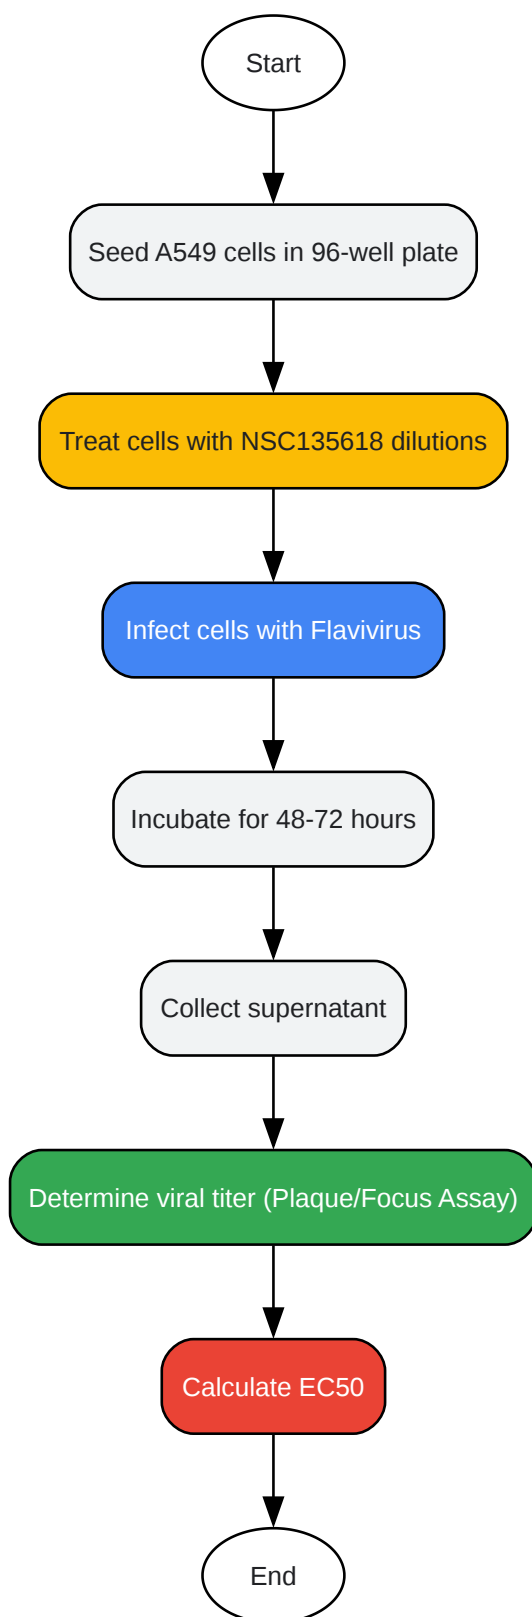 Start
Seed A549 cells in 96-well plate
Treat cells with NSC135618 dilutions
Infect cells with Flavivirus
Incubate for 48-72 hours
Collect supernatant
Determine viral titer (Plaque/Focus Assay)
Calculate EC50
End